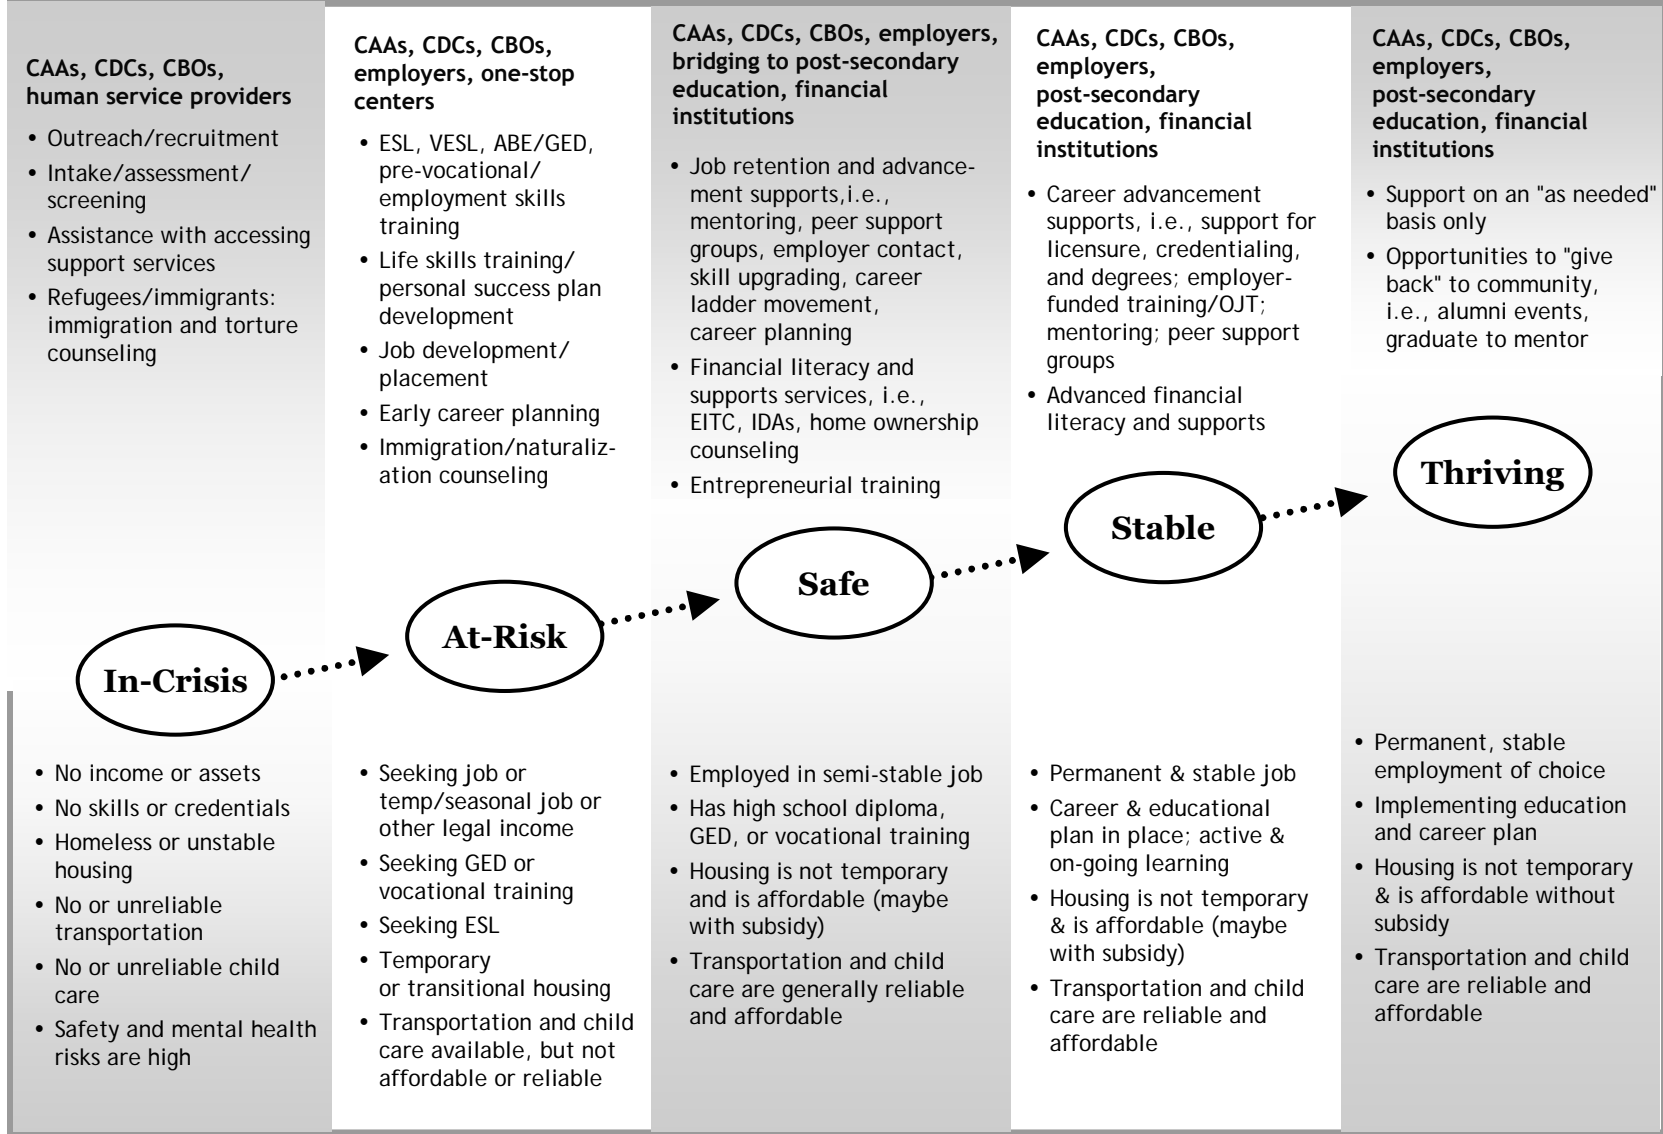 CAAs, CDCs, CBOs,
human service providers
• Outreach/recruitment
• Intake/assessment/
screening
• Assistance with accessing
support services
• Refugees/immigrants:
immigration and torture
counseling
In-Crisis
• No income or assets
• No skills or credentials
• Homeless or unstable
housing
• No or unreliable
transportation
• No or unreliable child
care
• Safety and mental health
risks are high
CAAs, CDCs, CBOs,
employers, one-stop
centers
• ESL, VESL, ABE/GED,
pre-vocational/
employment skills
training
• Life skills training/
personal success plan
development
• Job development/
placement
• Early career planning
• Immigration/naturaliz-
ation counseling
At-Risk
• Seeking job or
temp/seasonal job or
other legal income
• Seeking GED or
vocational training
• Seeking ESL
• Temporary
or transitional housing
• Transportation and child
care available, but not
affordable or reliable
CAAs, CDCs, CBOs, employers,
bridging to post-secondary
education, financial
institutions
• Job retention and advance-
ment supports,i.e.,
mentoring, peer support
groups, employer contact,
skill upgrading, career
ladder movement,
career planning
• Financial literacy and
supports services, i.e.,
EITC, IDAs, home ownership
counseling
• Entrepreneurial training
Safe
• Employed in semi-stable job
• Has high school diploma,
GED, or vocational training
• Housing is not temporary
and is affordable (maybe
with subsidy)
• Transportation and child
care are generally reliable
and affordable
CAAs, CDCs, CBOs,
employers,
post-secondary
education, financial
institutions
• Career advancement
supports, i.e., support for
licensure, credentialing,
and degrees; employer-
funded training/OJT;
mentoring; peer support
groups
• Advanced financial
literacy and supports
Stable
• Permanent & stable job
• Career & educational
plan in place; active &
on-going learning
• Housing is not temporary
& is affordable (maybe
with subsidy)
• Transportation and child
care are reliable and
affordable
CAAs, CDCs, CBOs,
employers,
post-secondary
education, financial
institutions
• Support on an "as needed"
basis only
• Opportunities to "give
back" to community,
i.e., alumni events,
graduate to mentor
Thriving
• Permanent, stable
employment of choice
• Implementing education
and career plan
• Housing is not temporary
& is affordable without
subsidy
• Transportation and child
care are reliable and
affordable